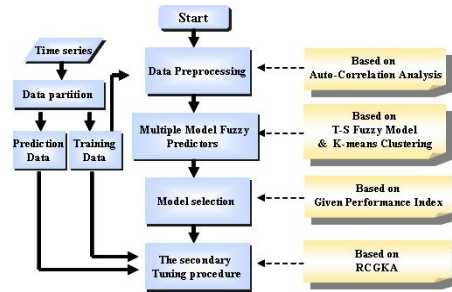 Start
Time series
Data partition
Prediction
Data
Training
Data
Data Preprocessing
Based on
Auto-Correlation Analysis
Multiple Model Fuzzy
Predictors
Based on
T-S Fuzzy Model
& K-means Clustering
Model selection
Based on
Given Performance Index
The secondary
Tuning procedure
Based on
RCGKA